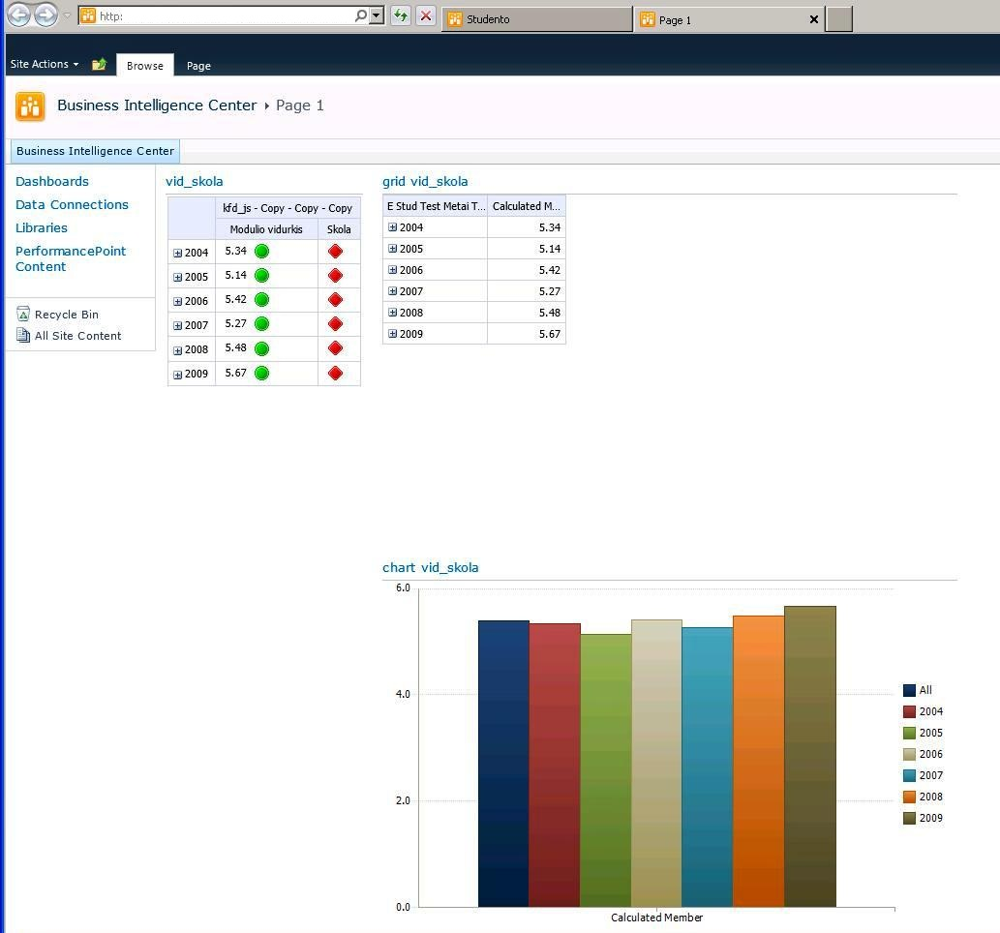 http:
Studento
Page 1
Site Actions
Browse
Page
Business Intelligence Center
Page 1
Business Intelligence Center
Dashboards
Data Connections
Libraries
PerformancePoint
Content
Recycle Bin
All Site Content
vid_skola
kfd_js - Copy - Copy - Copy
Modulio vidurkis Skola
2004 5.34
2005 5.14
2006 5.42
2007 5.27
2008 5.48
2009 5.67
grid vid_skola
E Stud Test Metai T... Calculated M...
2004 5.34
2005 5.14
2006 5.42
2007 5.27
2008 5.48
2009 5.67
chart vid_skola
6.0
4.0
2.0
0.0
Calculated Member
All
2004
2005
2006
2007
2008
2009